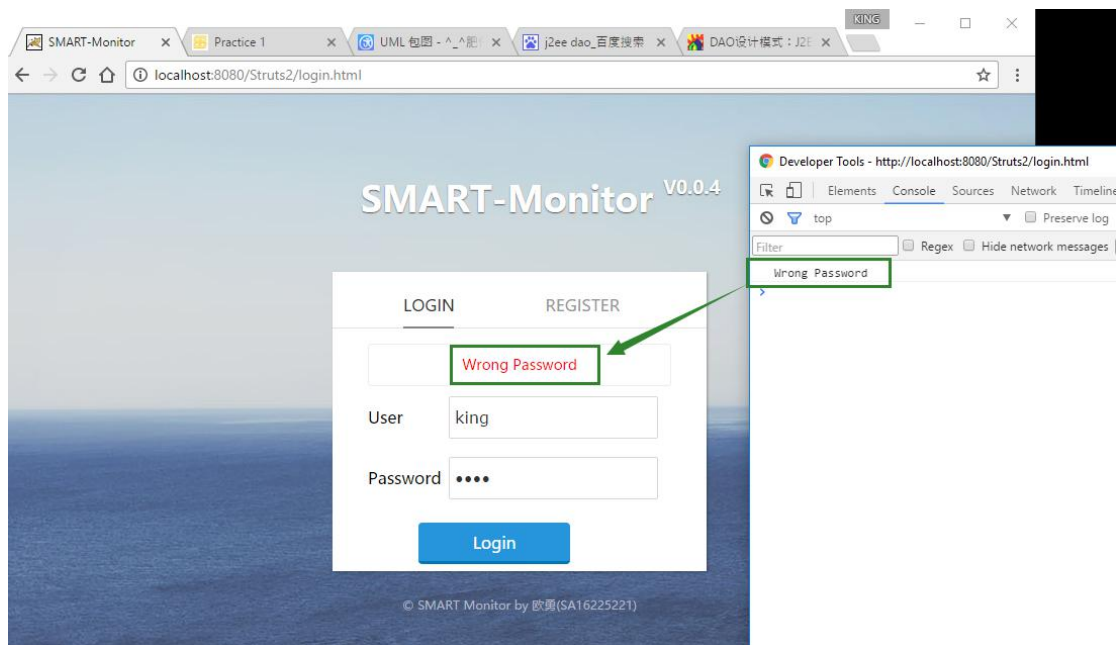 KING
SMART-Monitor
Practice 1
UML 包图 - ^_^肥
j2ee dao_百度搜索
DAO设计模式：J2E
localhost:8080/Struts2/login.html
SMART-Monitor V0.0.4
LOGIN REGISTER
Wrong Password
User king
Password ••••
Login
© SMART Monitor by 欧勇(SA16225221)
Developer Tools - http://localhost:8080/Struts2/login.html
Elements Console Sources Network Timeline
top Preserve log
Filter Regex Hide network messages
Wrong Password